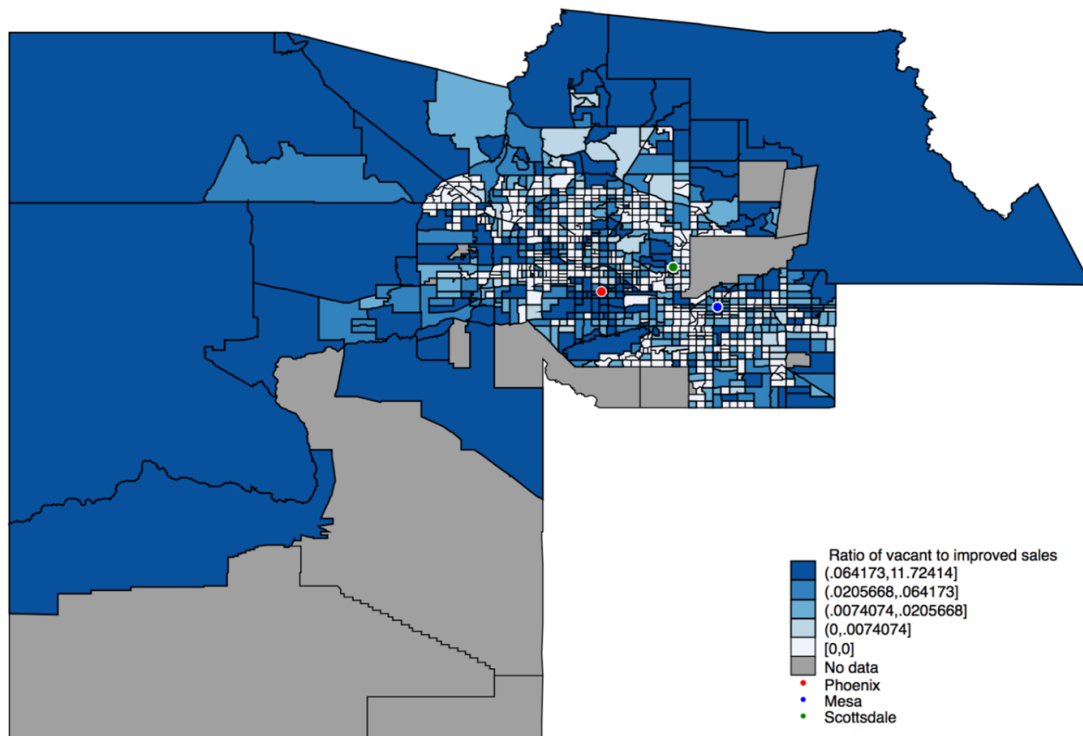 Ratio of vacant to improved sales
(.064173,11.72414]
(.0205668,.064173]
(.0074074,.0205668]
(0,.0074074]
[0,0]
No data
Phoenix
Mesa
Scottsdale